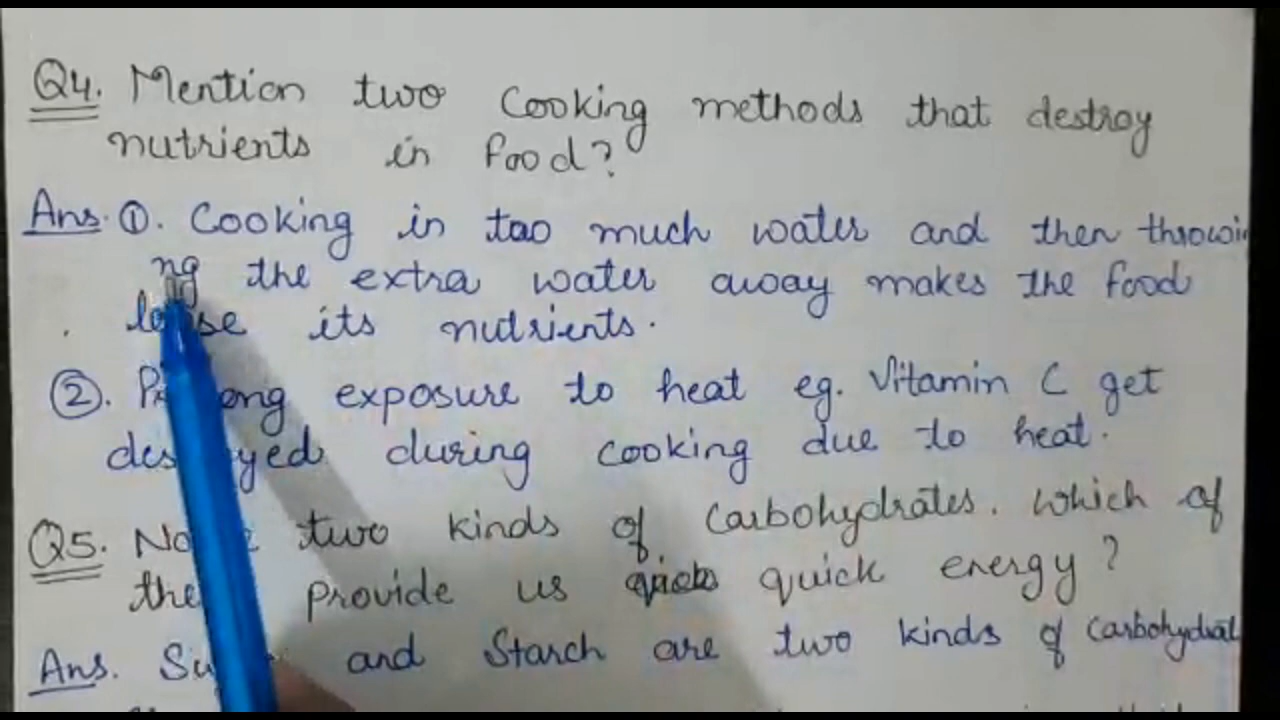 Q4. Mention two Cooking methods that destroy
nutrients in food?
Ans. ①. Cooking in too much water and then throwin
ng the extra water away makes the food
its nutrients.
②. exposure to heat eg. Vitamin C get
during cooking due to heat.
Q5. two kinds of Carbohydrates. Which of
provide us quick energy?
Ans. and Starch are two kinds of Carbohydrat